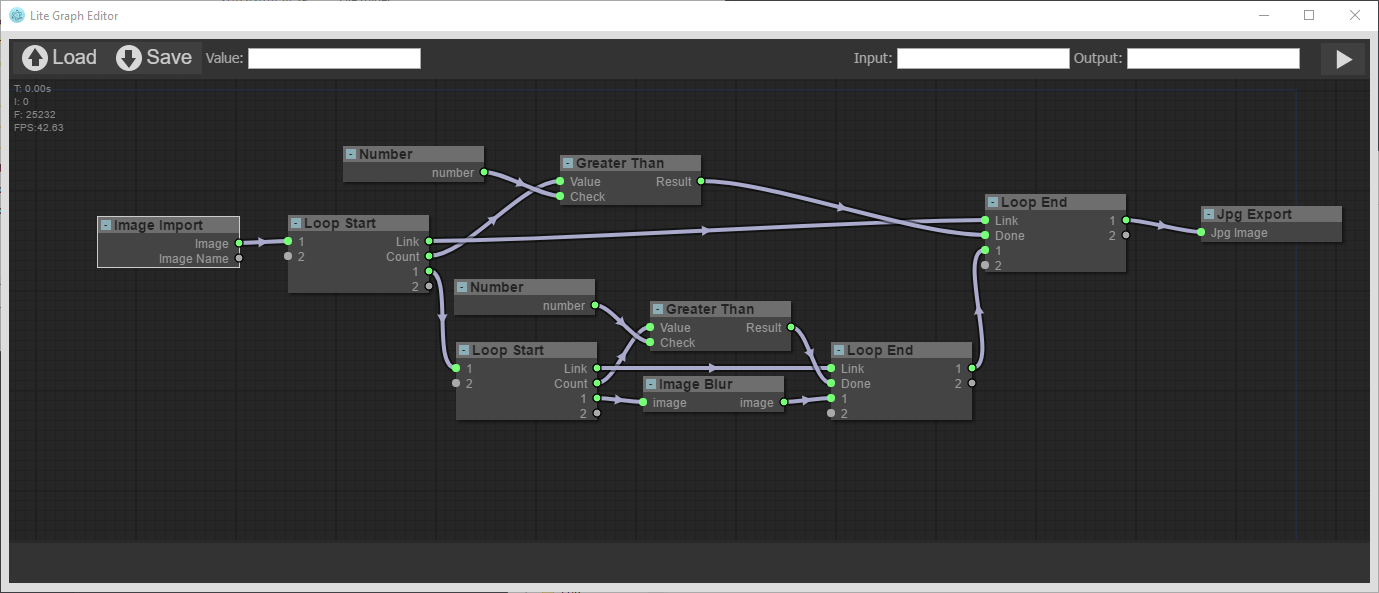 Lite Graph Editor
Load Save Value: Input: Output:
T: 0.00s
I: 0
F: 25232
FPS:42.63
Number
number
Greater Than
Value Result
Check
Image Import
Image
Image Name
Loop Start
1 Link
2 Count
1
2
Loop End
Link 1
Done 2
1
2
Jpg Export
Jpg Image
Number
number
Greater Than
Value Result
Check
Loop Start
1 Link
2 Count
1
2
Image Blur
image image
Loop End
Link 1
Done 2
1
2